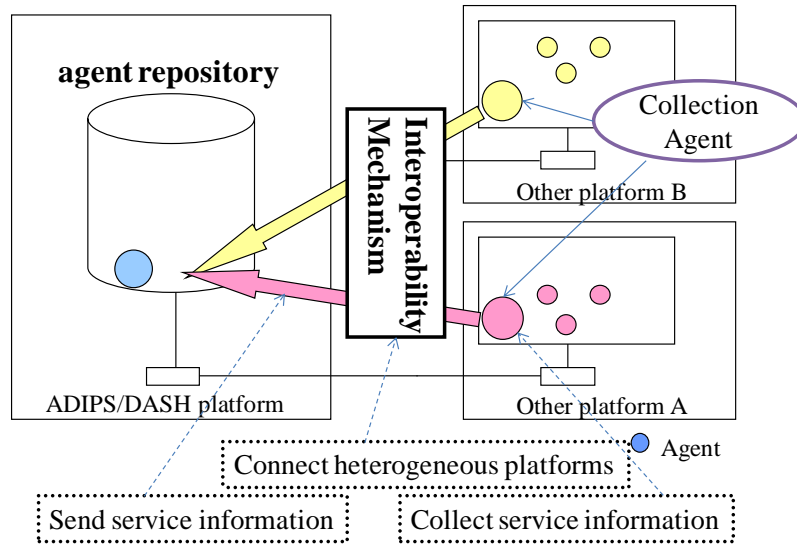 agent repository
Interoperability
Mechanism
Collection
Agent
Other platform B
Other platform A
ADIPS/DASH platform
Agent
Connect heterogeneous platforms
Send service information
Collect service information